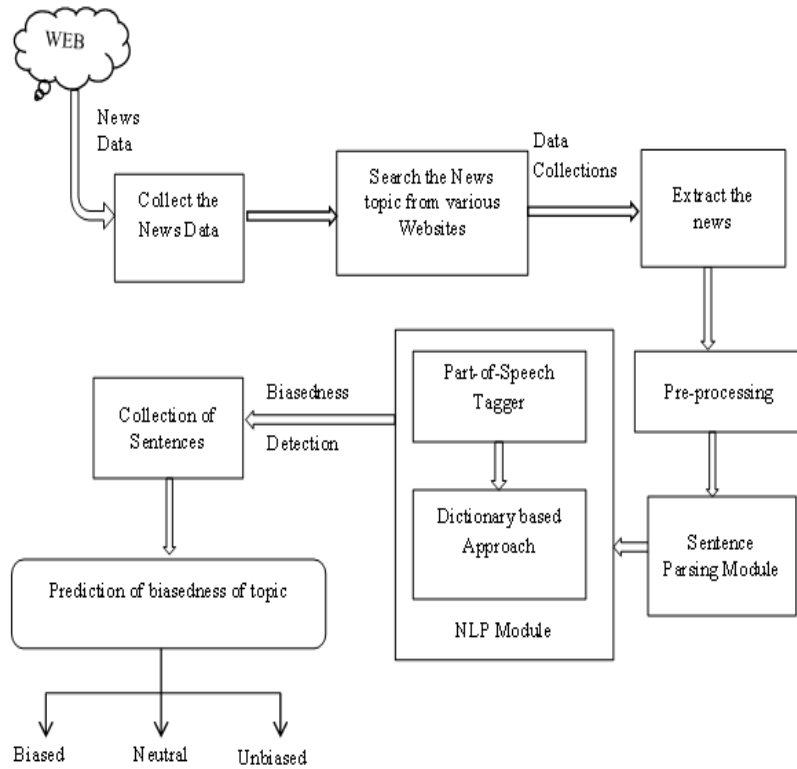 WEB
News
Data
Collect the
News Data
Search the News
topic from various
Websites
Data
Collections
Extract the
news
Pre-processing
Sentence
Parsing Module
Part-of-Speech
Tagger
Dictionary based
Approach
NLP Module
Biasedness
Detection
Collection of
Sentences
Prediction of biasedness of topic
Biased
Neutral
Unbiased